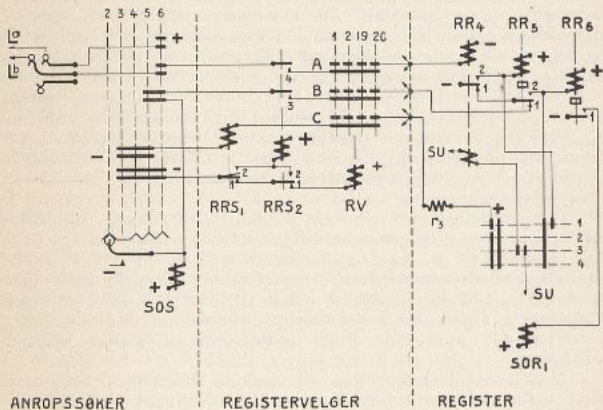 a
b
γ
2 3 4 5 6
+
-
-
SOS
+
1 2 19 20
A
B
C
4
3
2
1
2
1
RRS1
RRS2
+
RV
+
RR4
RR5
RR6
-
+
+
-
2
1
2
1
-
1
SU
r3
+
1
2
3
4
SU
+
SOR1
ANROPSSØKER
REGISTERVELGER
REGISTER